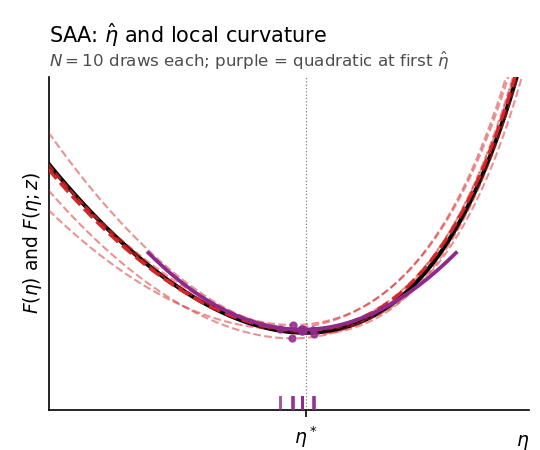 SAA: η̂ and local curvature
N = 10 draws each; purple = quadratic at first η̂
F(η) and F(η; z)
η*
η